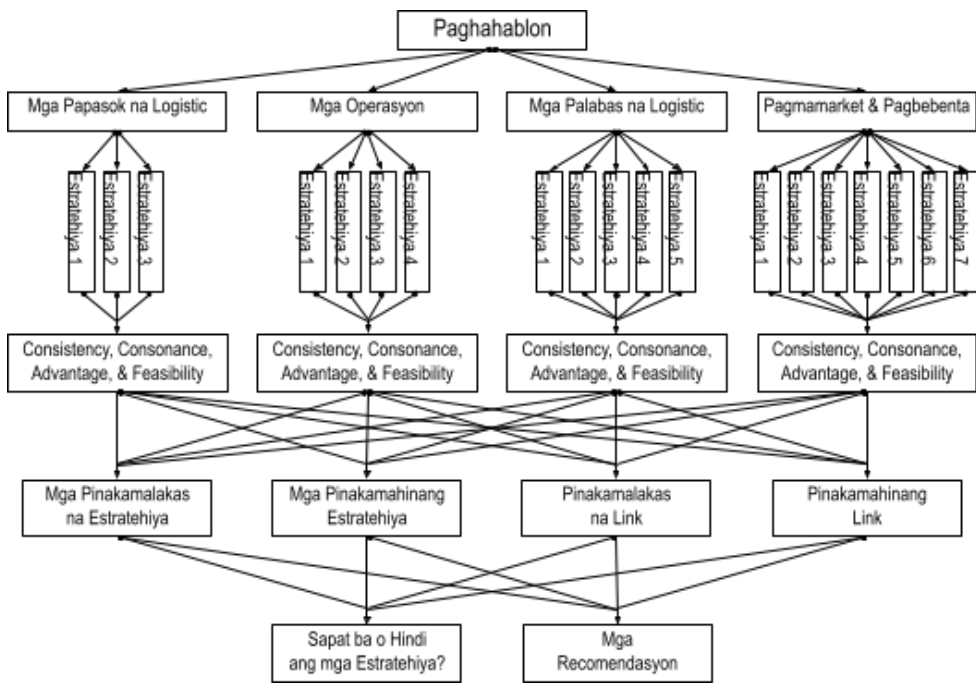 Paghahablon
Mga Papasok na Logistic
Mga Operasyon
Mga Palabas na Logistic
Pagmamarket & Pagbebenta
Estratehiya 1
Estratehiya 2
Estratehiya 3
Estratehiya 1
Estratehiya 2
Estratehiya 3
Estratehiya 4
Estratehiya 1
Estratehiya 2
Estratehiya 3
Estratehiya 4
Estratehiya 5
Estratehiya 1
Estratehiya 2
Estratehiya 3
Estratehiya 4
Estratehiya 5
Estratehiya 6
Estratehiya 7
Consistency, Consonance,
Advantage, & Feasibility
Consistency, Consonance,
Advantage, & Feasibility
Consistency, Consonance,
Advantage, & Feasibility
Consistency, Consonance,
Advantage, & Feasibility
Mga Pinakamalakas
na Estratehiya
Mga Pinakamahinang
Estratehiya
Pinakamalakas
na Link
Pinakamahinang
Link
Sapat ba o Hindi
ang mga Estratehiya?
Mga
Recomendasyon